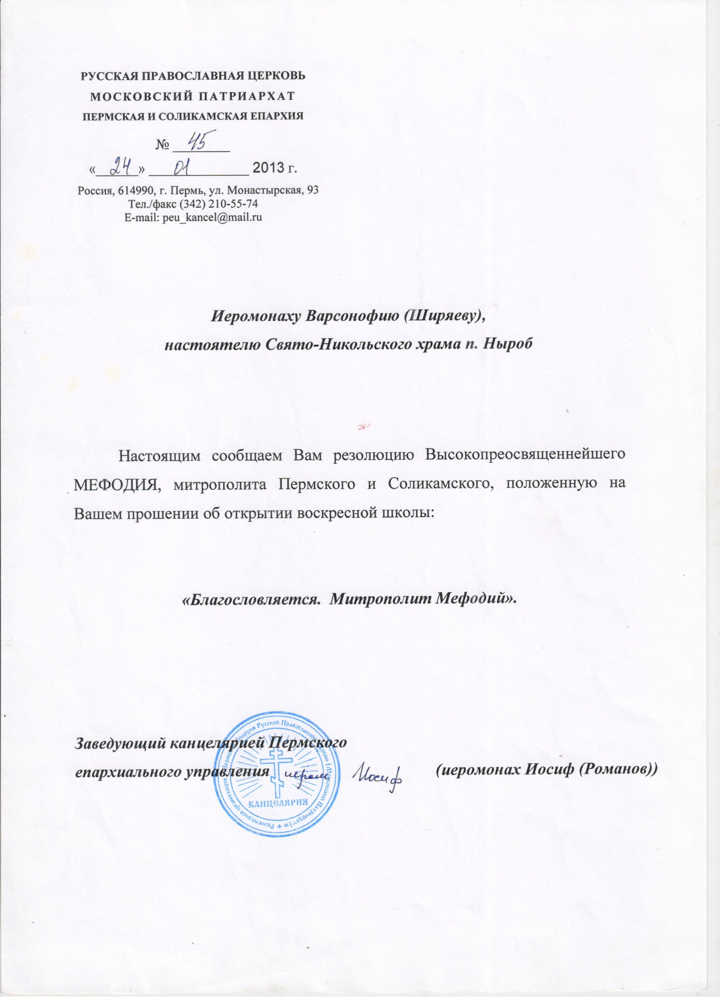 РУССКАЯ ПРАВОСЛАВНАЯ ЦЕРКОВЬ
МОСКОВСКИЙ ПАТРИАРХАТ
ПЕРМСКАЯ И СОЛИКАМСКАЯ ЕПАРХИЯ
№ 45
« 24 » 01 2013 г.
Россия, 614990, г. Пермь, ул. Монастырская, 93
Тел./факс (342) 210-55-74
E-mail: peu_kancel@mail.ru
Иеромонаху Варсонофию (Ширяеву),
настоятелю Свято-Никольского храма п. Ныроб
Настоящим сообщаем Вам резолюцию Высокопреосвященнейшего
МЕФОДИЯ, митрополита Пермского и Соликамского, положенную на
Вашем прошении об открытии воскресной школы:
«Благословляется. Митрополит Мефодий».
Заведующий канцелярией Пермского
епархиального управления иером Иосиф (иеромонах Иосиф (Романов))
КАНЦЕЛЯРИЯ
Религиозная организация Епархия Русской Православной (Московский Патриархат)»